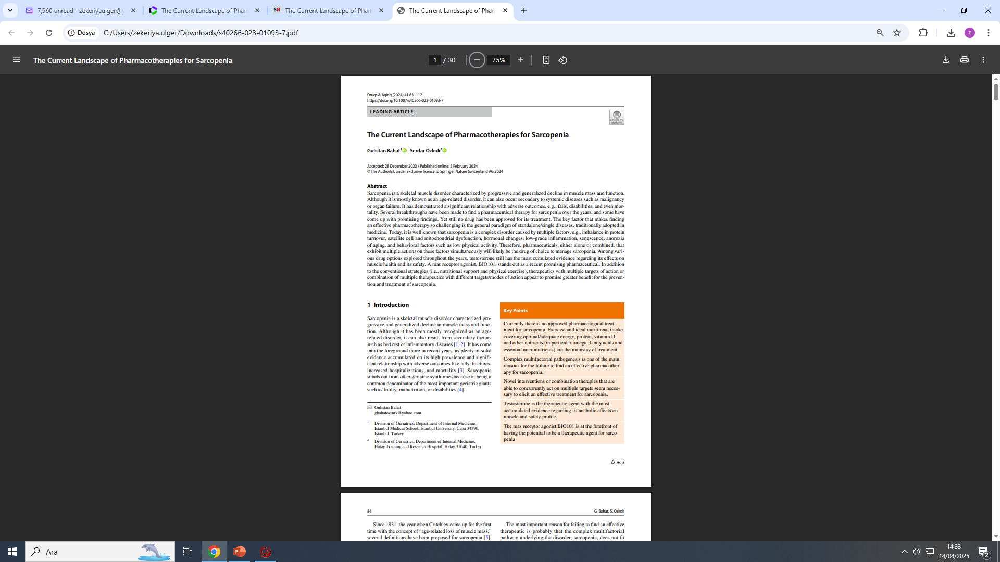 7,960 unread - zekeriyaulger@y
The Current Landscape of Pharm
SN
The Current Landscape of Pharm
The Current Landscape of Pharm
Dosya
C:/Users/zekeriya.ulger/Downloads/s40266-023-01093-7.pdf
z
The Current Landscape of Pharmacotherapies for Sarcopenia
1 / 30
75%
Drugs & Aging (2024) 41:83–112
https://doi.org/10.1007/s40266-023-01093-7
LEADING ARTICLE
Check for
updates
The Current Landscape of Pharmacotherapies for Sarcopenia
Gulistan Bahat1 · Serdar Ozkok2
Accepted: 28 December 2023 / Published online: 5 February 2024
© The Author(s), under exclusive licence to Springer Nature Switzerland AG 2024
Abstract
Sarcopenia is a skeletal muscle disorder characterized by progressive and generalized decline in muscle mass and function.
Although it is mostly known as an age-related disorder, it can also occur secondary to systemic diseases such as malignancy
or organ failure. It has demonstrated a significant relationship with adverse outcomes, e.g., falls, disabilities, and even mor-
tality. Several breakthroughs have been made to find a pharmaceutical therapy for sarcopenia over the years, and some have
come up with promising findings. Yet still no drug has been approved for its treatment. The key factor that makes finding
an effective pharmacotherapy so challenging is the general paradigm of standalone/single diseases, traditionally adopted in
medicine. Today, it is well known that sarcopenia is a complex disorder caused by multiple factors, e.g., imbalance in protein
turnover, satellite cell and mitochondrial dysfunction, hormonal changes, low-grade inflammation, senescence, anorexia
of aging, and behavioral factors such as low physical activity. Therefore, pharmaceuticals, either alone or combined, that
exhibit multiple actions on these factors simultaneously will likely be the drug of choice to manage sarcopenia. Among vari-
ous drug options explored throughout the years, testosterone still has the most cumulated evidence regarding its effects on
muscle health and its safety. A mas receptor agonist, BIO101, stands out as a recent promising pharmaceutical. In addition
to the conventional strategies (i.e., nutritional support and physical exercise), therapeutics with multiple targets of action or
combination of multiple therapeutics with different targets/modes of action appear to promise greater benefit for the preven-
tion and treatment of sarcopenia.
1 Introduction
Sarcopenia is a skeletal muscle disorder characterized pro-
gressive and generalized decline in muscle mass and func-
tion. Although it has been mostly recognized as an age-
related disorder, it can also result from secondary factors
such as bed rest or inflammatory diseases [1, 2]. It has come
into the foreground more in recent years, as plenty of solid
evidence accumulated on its high prevalence and signifi-
cant relationship with adverse outcomes like falls, fractures,
increased hospitalizations, and mortality [3]. Sarcopenia
stands out from other geriatric syndromes because of being a
common denominator of the most important geriatric giants
such as frailty, malnutrition, or disabilities [4].
Gulistan Bahat
gbahatozturk@yahoo.com
1 Division of Geriatrics, Department of Internal Medicine,
Istanbul Medical School, Istanbul University, Capa 34390,
Istanbul, Turkey
2 Division of Geriatrics, Department of Internal Medicine,
Hatay Training and Research Hospital, Hatay 31040, Turkey
Key Points
Currently there is no approved pharmacological treat-
ment for sarcopenia. Exercise and ideal nutritional intake
covering optimal/adequate energy, protein, vitamin D,
and other nutrients (in particular omega-3 fatty acids and
essential micronutrients) are the mainstay of treatment.
Complex multifactorial pathogenesis is one of the main
reasons for the failure to find an effective pharmacother-
apy for sarcopenia.
Novel interventions or combination therapies that are
able to concurrently act on multiple targets seem neces-
sary to elicit an effective treatment for sarcopenia.
Testosterone is the therapeutic agent with the most
accumulated evidence regarding its anabolic effects on
muscle and safety profile.
The mas receptor agonist BIO101 is at the forefront of
having the potential to be a therapeutic agent for sarco-
penia.
Adis
84
G. Bahat, S. Ozkok
Since 1931, the year when Critchley came up for the first
time with the concept of “age-related loss of muscle mass,”
several definitions have been proposed for sarcopenia [5].
The most important reason for failing to find an effective
therapeutic is probably that the complex multifactorial
pathway underlying the disorder, sarcopenia, does not fit
Ara
14:33
14/04/2025
2